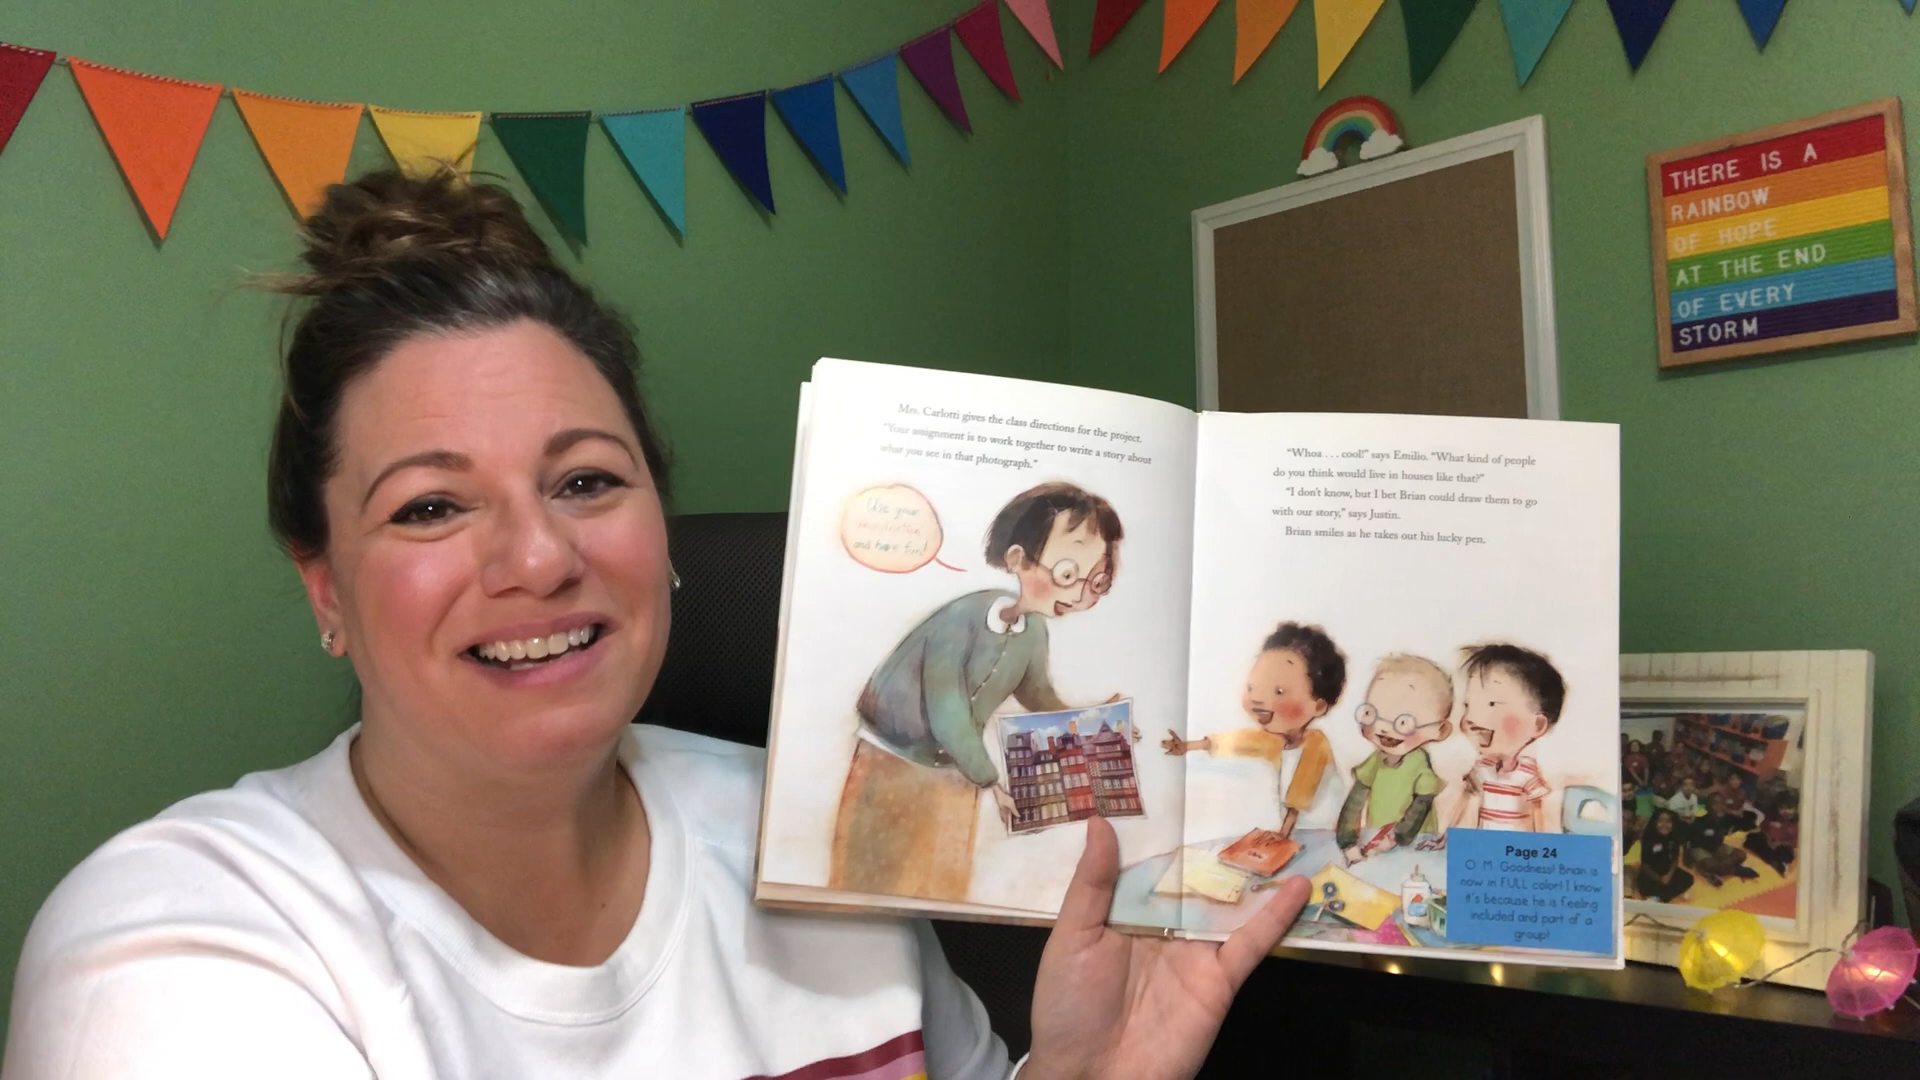 THERE IS A
RAINBOW
OF HOPE
AT THE END
OF EVERY
STORM
Mrs. Carlotti gives the class directions for the project.
"Your assignment is to work together to write a story about
what you see in that photograph."
Use your
imagination
and have fun!
"Whoa . . . cool!" says Emilio. "What kind of people
do you think would live in houses like that?"
"I don't know, but I bet Brian could draw them to go
with our story," says Justin.
Brian smiles as he takes out his lucky pen.
Page 24
O. M. Goodness! Brian is
now in FULL color! I know
it's because he is feeling
included and part of a
group!